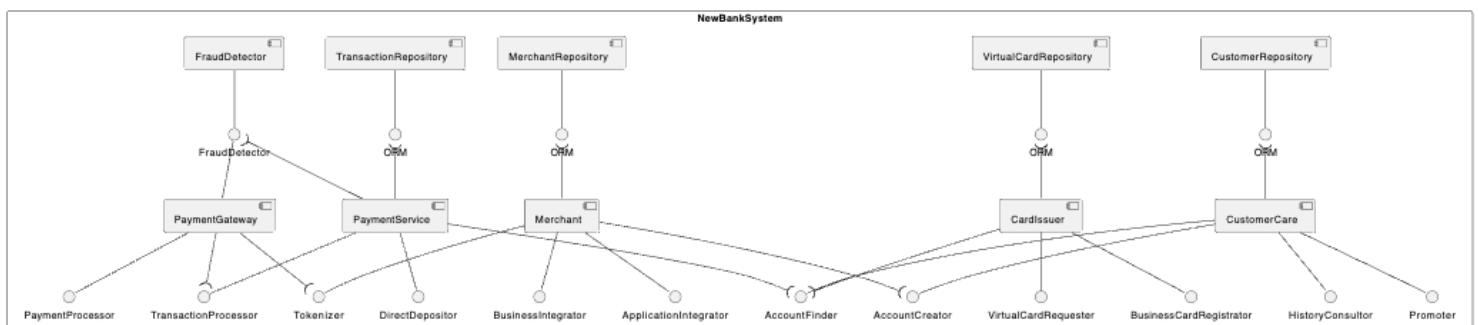 NewBankSystem
FraudDetector TransactionRepository MerchantRepository VirtualCardRepository CustomerRepository
FraudDetector ORM ORM ORM ORM
PaymentGateway PaymentService Merchant CardIssuer CustomerCare
PaymentProcessor TransactionProcessor Tokenizer DirectDepositor BusinessIntegrator ApplicationIntegrator AccountFinder AccountCreator VirtualCardRequester BusinessCardRegistrator HistoryConsultor Promoter